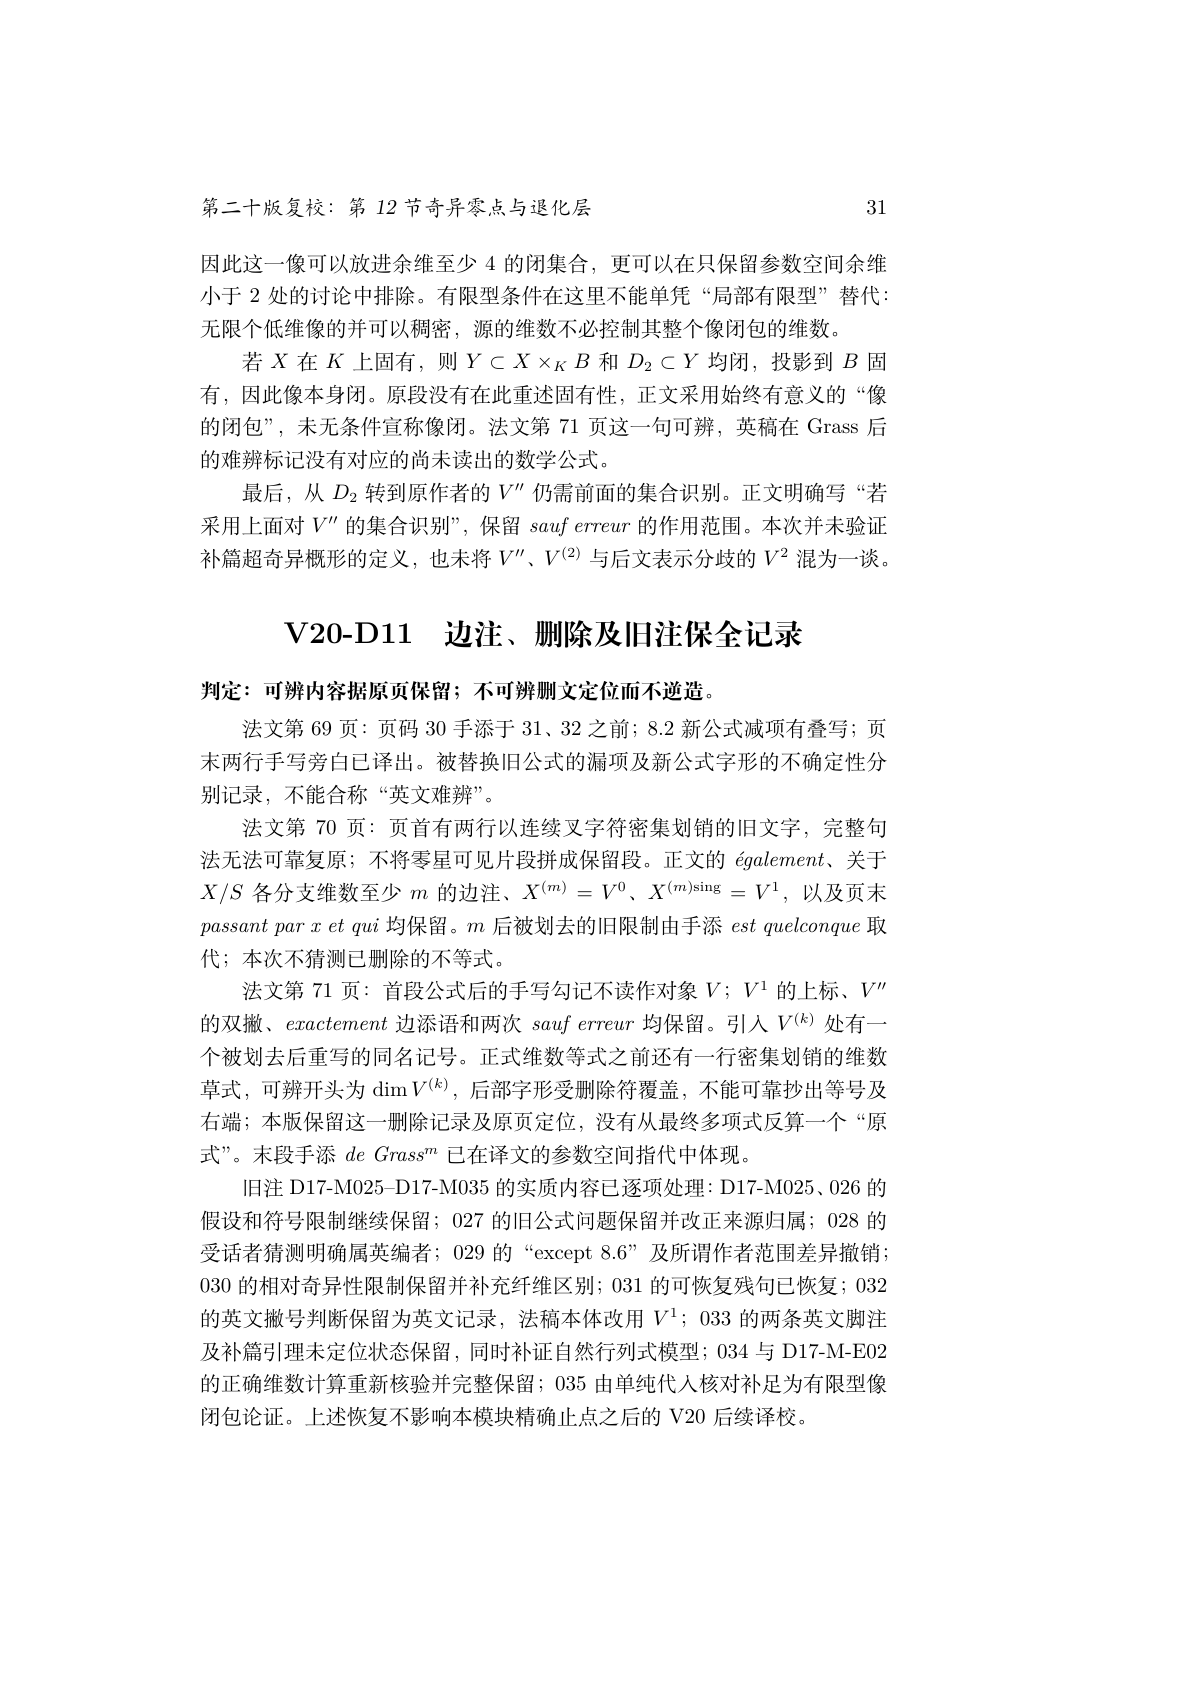 第二十版复校：第 12 节奇异零点与退化层 31
因此这一像可以放进余维至少 4 的闭集合，更可以在只保留参数空间余维
小于 2 处的讨论中排除。有限型条件在这里不能单凭“局部有限型”替代：
无限个低维像的并可以稠密，源的维数不必控制其整个像闭包的维数。
若 X 在 K 上固有，则 Y ⊂ X ×_K B 和 D₂ ⊂ Y 均闭，投影到 B 固
有，因此像本身闭。原段没有在此重述固有性，正文采用始终有意义的“像
的闭包”，未无条件宣称像闭。法文第 71 页这一句可辨，英稿在 Grass 后
的难辨标记没有对应的尚未读出的数学公式。
最后，从 D₂ 转到原作者的 V″ 仍需前面的集合识别。正文明确写“若
采用上面对 V″ 的集合识别”，保留 sauf erreur 的作用范围。本次并未验证
补篇超奇异概形的定义，也未将 V″、V⁽²⁾ 与后文表示分歧的 V² 混为一谈。
V20-D11 边注、删除及旧注保全记录
判定：可辨内容据原页保留；不可辨删文定位而不逆造。
法文第 69 页：页码 30 手添于 31、32 之前；8.2 新公式减项有叠写；页
末两行手写旁白已译出。被替换旧公式的漏项及新公式字形的不确定性分
别记录，不能合称“英文难辨”。
法文第 70 页：页首有两行以连续叉字符密集划销的旧文字，完整句
法无法可靠复原；不将零星可见片段拼成保留段。正文的 également、关于
X/S 各分支维数至少 m 的边注、X⁽ᵐ⁾ = V⁰、X⁽ᵐ⁾ˢⁱⁿᵍ = V¹，以及页末
passant par x et qui 均保留。m 后被划去的旧限制由手添 est quelconque 取
代；本次不猜测已删除的不等式。
法文第 71 页：首段公式后的手写勾记不读作对象 V；V¹ 的上标、V″
的双撇、exactement 边添语和两次 sauf erreur 均保留。引入 V⁽ᵏ⁾ 处有一
个被划去后重写的同名记号。正式维数等式之前还有一行密集划销的维数
草式，可辨开头为 dim V⁽ᵏ⁾，后部字形受删除符覆盖，不能可靠抄出等号及
右端；本版保留这一删除记录及原页定位，没有从最终多项式反算一个“原
式”。末段手添 de Grassᵐ 已在译文的参数空间指代中体现。
旧注 D17-M025–D17-M035 的实质内容已逐项处理：D17-M025、026 的
假设和符号限制继续保留；027 的旧公式问题保留并改正来源归属；028 的
受话者猜测明确属英编者；029 的“except 8.6”及所谓作者范围差异撤销；
030 的相对奇异性限制保留并补充纤维区别；031 的可恢复残句已恢复；032
的英文撇号判断保留为英文记录，法稿本体改用 V¹；033 的两条英文脚注
及补篇引理未定位状态保留，同时补证自然行列式模型；034 与 D17-M-E02
的正确维数计算重新核验并完整保留；035 由单纯代入核对补足为有限型像
闭包论证。上述恢复不影响本模块精确止点之后的 V20 后续译校。